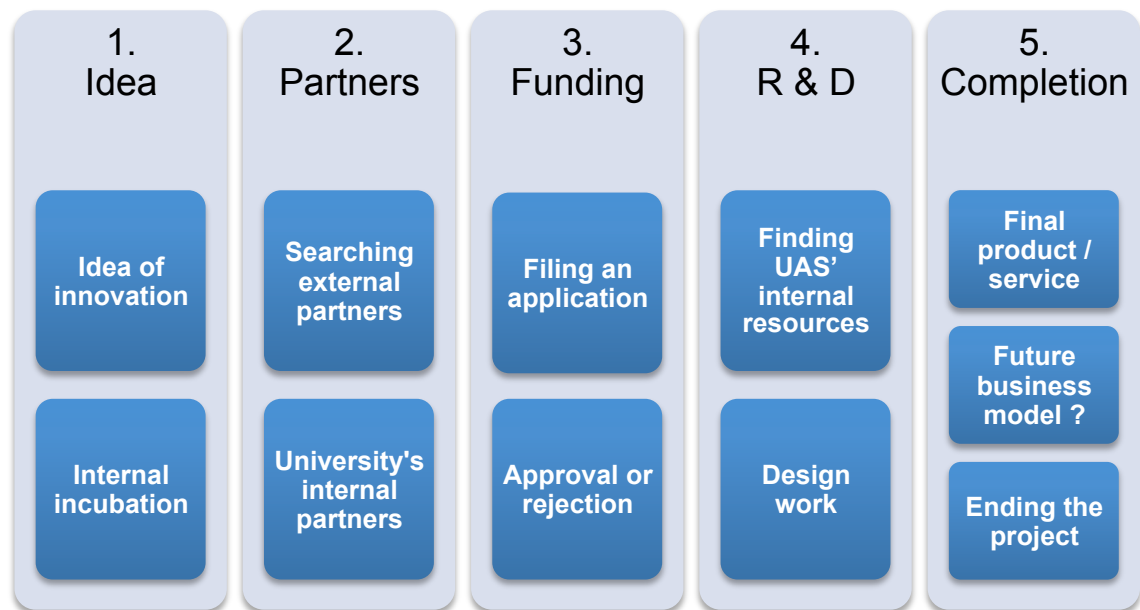 1.
Idea
Idea of
innovation
Internal
incubation
2.
Partners
Searching
external
partners
University's
internal
partners
3.
Funding
Filing an
application
Approval or
rejection
4.
R & D
Finding
UAS’
internal
resources
Design
work
5.
Completion
Final
product /
service
Future
business
model ?
Ending the
project